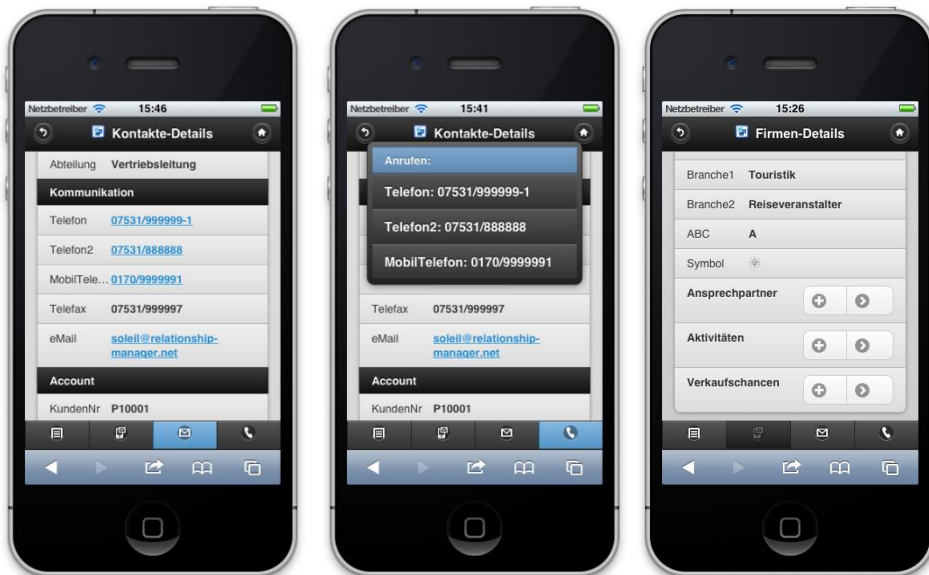 Netzbetreiber 15:46
Kontakte-Details
Abteilung Vertriebsleitung
Kommunikation
Telefon 07531/999999-1
Telefon2 07531/888888
MobilTele... 0170/9999991
Telefax 07531/999997
eMail soleil@relationship-
manager.net
Account
KundenNr P10001
Netzbetreiber 15:41
Kontakte-Details
Anrufen:
Telefon: 07531/999999-1
Telefon2: 07531/888888
MobilTelefon: 0170/9999991
Telefax 07531/999997
eMail soleil@relationship-
manager.net
Account
KundenNr P10001
Netzbetreiber 15:26
Firmen-Details
Branche1 Touristik
Branche2 Reiseveranstalter
ABC A
Symbol
Ansprechpartner
Aktivitäten
Verkaufschancen